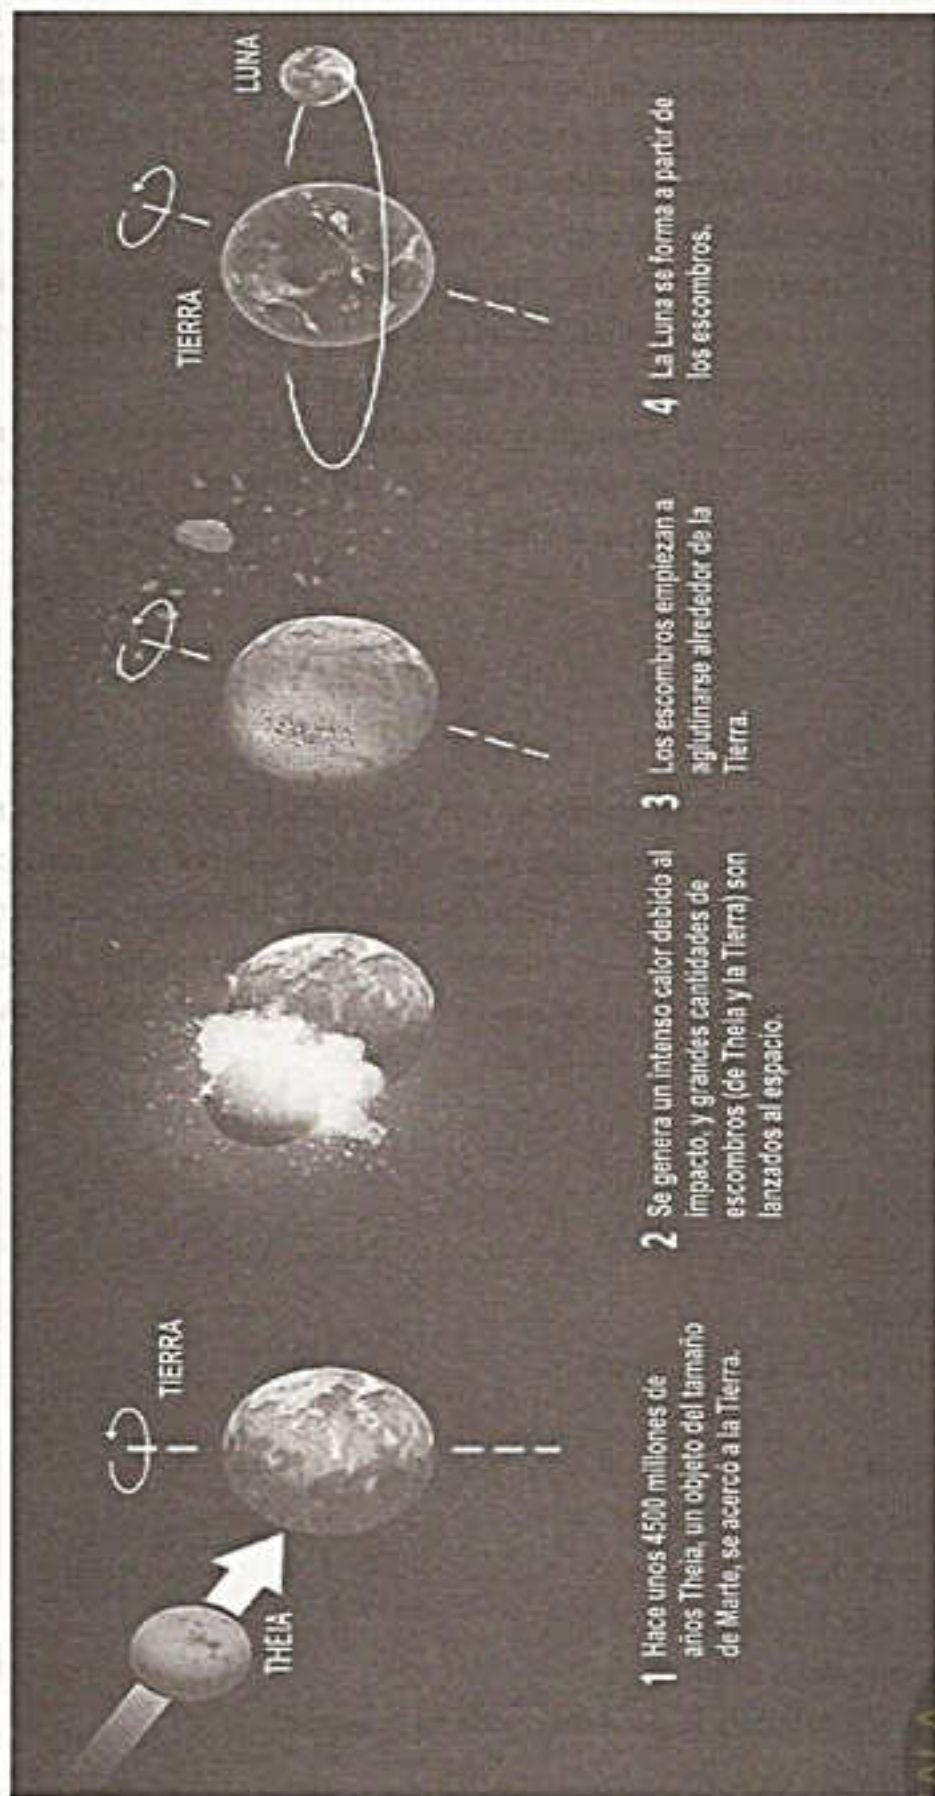 THEIA
TIERRA
1 Hace unos 4500 millones de
años Theia, un objeto del tamaño
de Marte, se acercó a la Tierra.
2 Se genera un intenso calor debido al
impacto, y grandes cantidades de
escombros (de Theia y la Tierra) son
lanzados al espacio.
3 Los escombros empiezan a
aglutinarse alrededor de la
Tierra.
TIERRA
LUNA
4 La Luna se forma a partir de
los escombros.